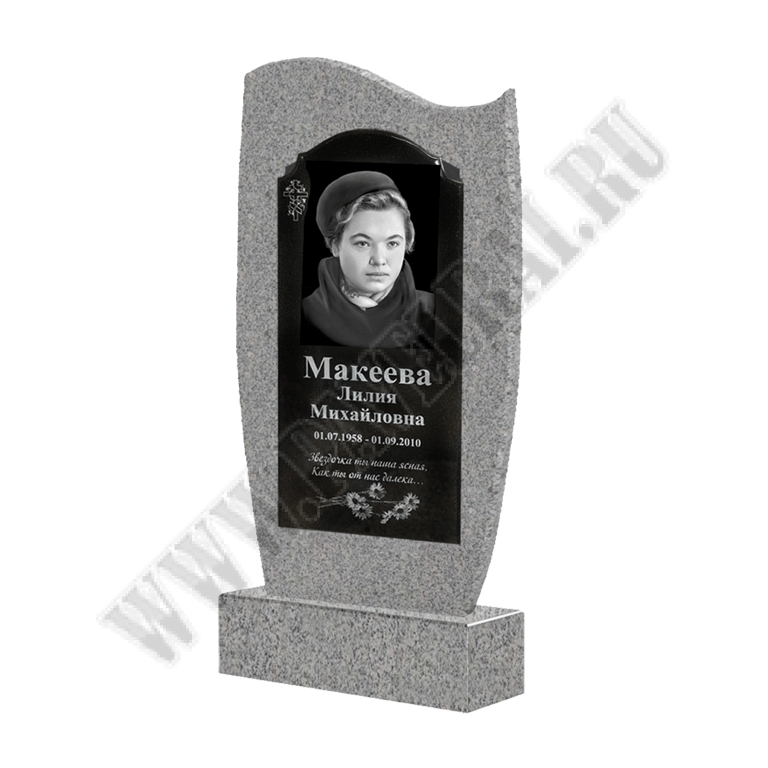 Макеева
Лилия
Михайловна
01.07.1958 - 01.09.2010
Звездочка ты наша ясная,
Как ты от нас далека...